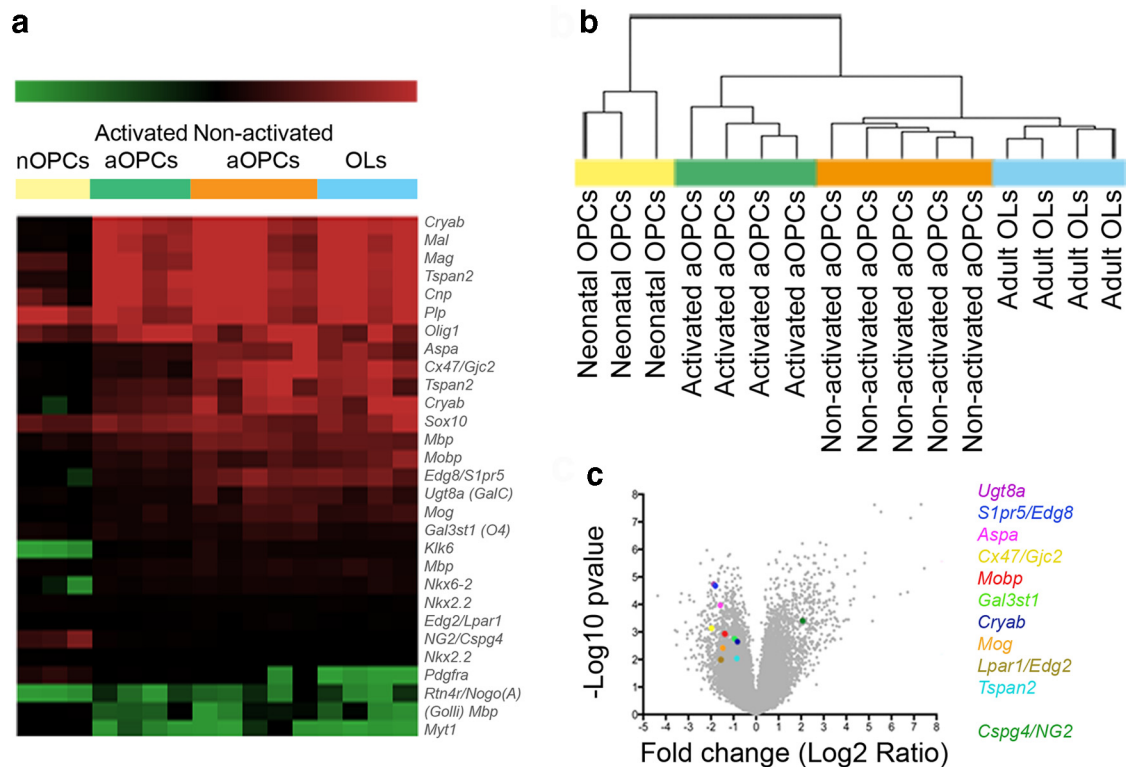 a
Activated Non-activated
nOPCs aOPCs aOPCs OLs
Cryab
Mal
Mag
Tspan2
Cnp
Plp
Olig1
Aspa
Cx47/Gjc2
Tspan2
Cryab
Sox10
Mbp
Mobp
Edg8/S1pr5
Ugt8a (GalC)
Mog
Gal3st1 (O4)
Klk6
Mbp
Nkx6-2
Nkx2.2
Edg2/Lpar1
NG2/Cspg4
Nkx2.2
Pdgfra
Rtn4r/Nogo(A)
(Golli) Mbp
Myt1
b
Neonatal OPCs
Neonatal OPCs
Neonatal OPCs
Activated aOPCs
Activated aOPCs
Activated aOPCs
Activated aOPCs
Non-activated aOPCs
Non-activated aOPCs
Non-activated aOPCs
Non-activated aOPCs
Non-activated aOPCs
Adult OLs
Adult OLs
Adult OLs
Adult OLs
c
-Log10 pvalue
8
7
6
5
4
3
2
1
0
-5 -4 -3 -2 -1 0 1 2 3 4 5 6 7 8
Fold change (Log2 Ratio)
Ugt8a
S1pr5/Edg8
Aspa
Cx47/Gjc2
Mobp
Gal3st1
Cryab
Mog
Lpar1/Edg2
Tspan2
Cspg4/NG2